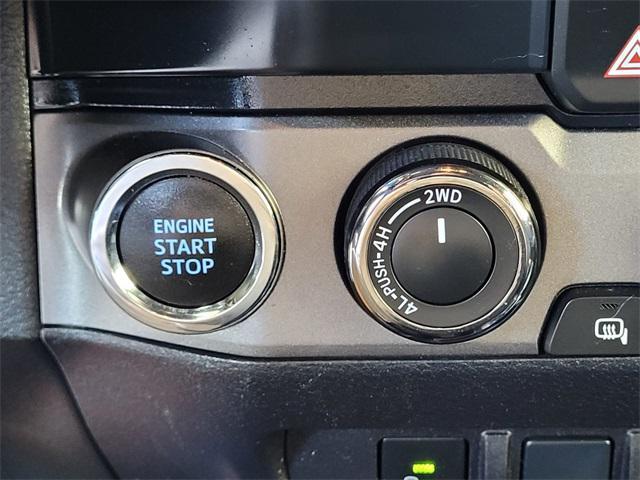 ENGINE
START
STOP
2WD
4L-PUSH-4H